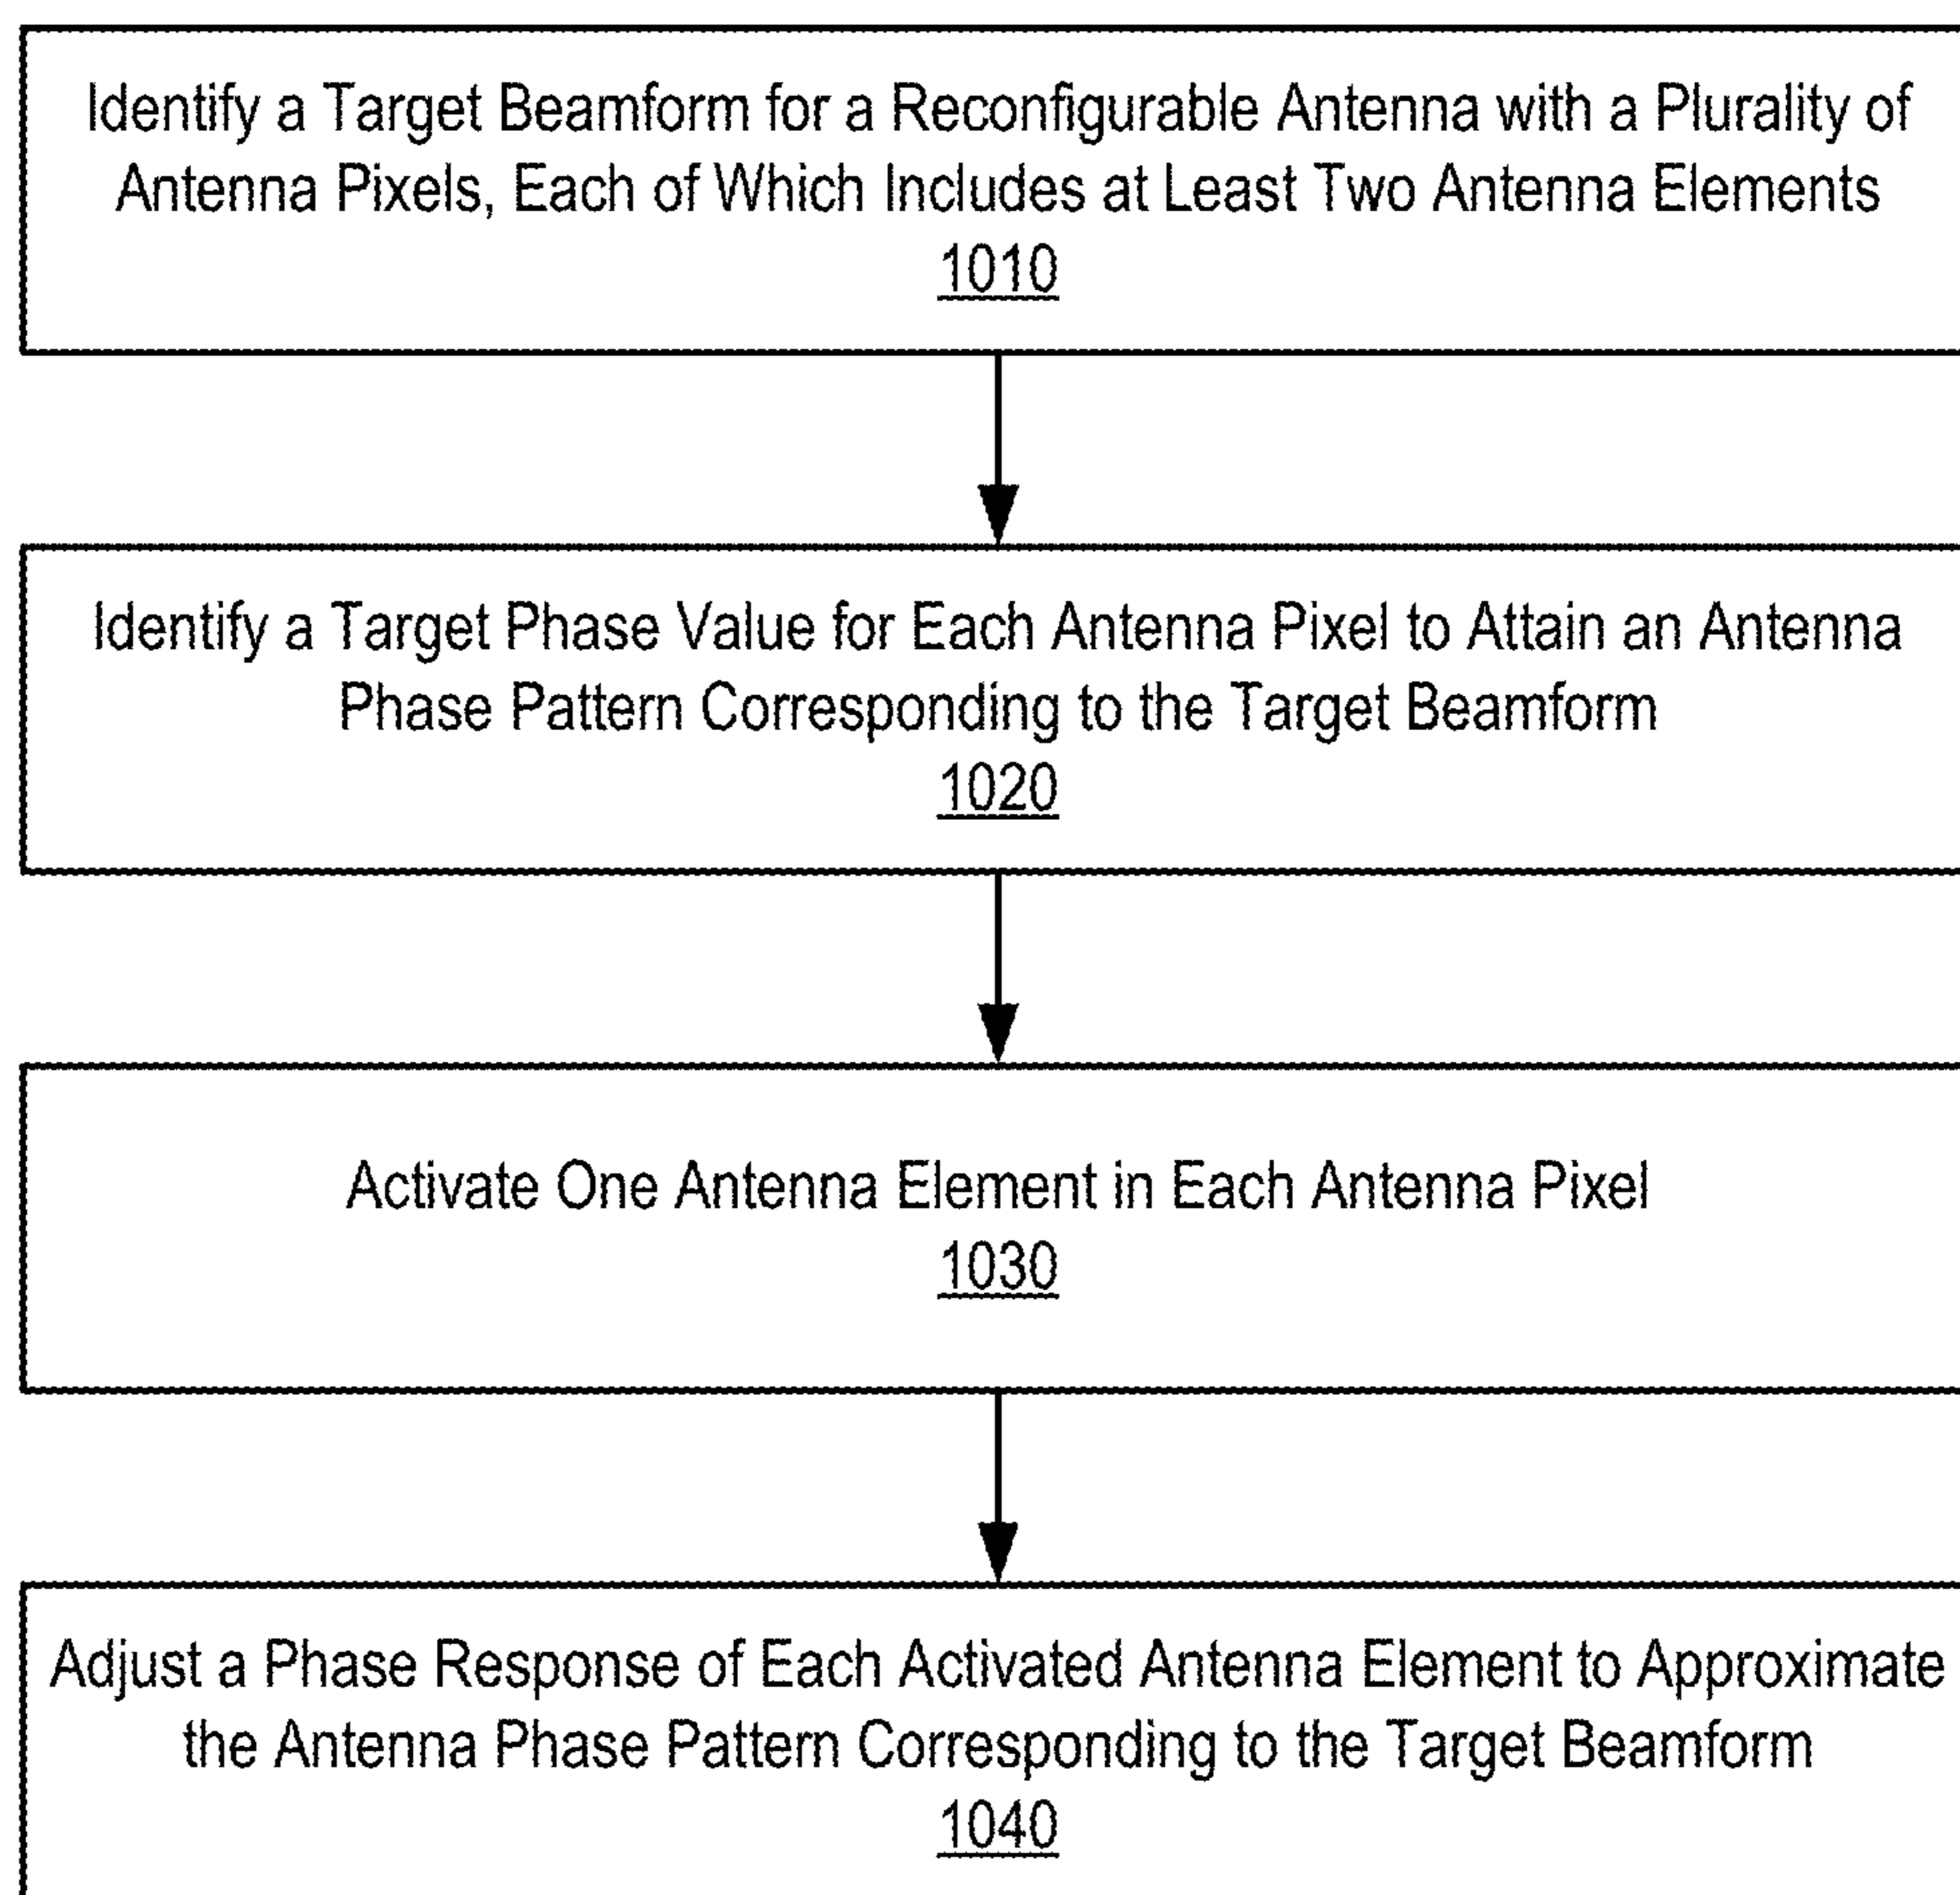 Identify a Target Beamform for a Reconfigurable Antenna with a Plurality of
Antenna Pixels, Each of Which Includes at Least Two Antenna Elements
1010
Identify a Target Phase Value for Each Antenna Pixel to Attain an Antenna
Phase Pattern Corresponding to the Target Beamform
1020
Activate One Antenna Element in Each Antenna Pixel
1030
Adjust a Phase Response of Each Activated Antenna Element to Approximate
the Antenna Phase Pattern Corresponding to the Target Beamform
1040